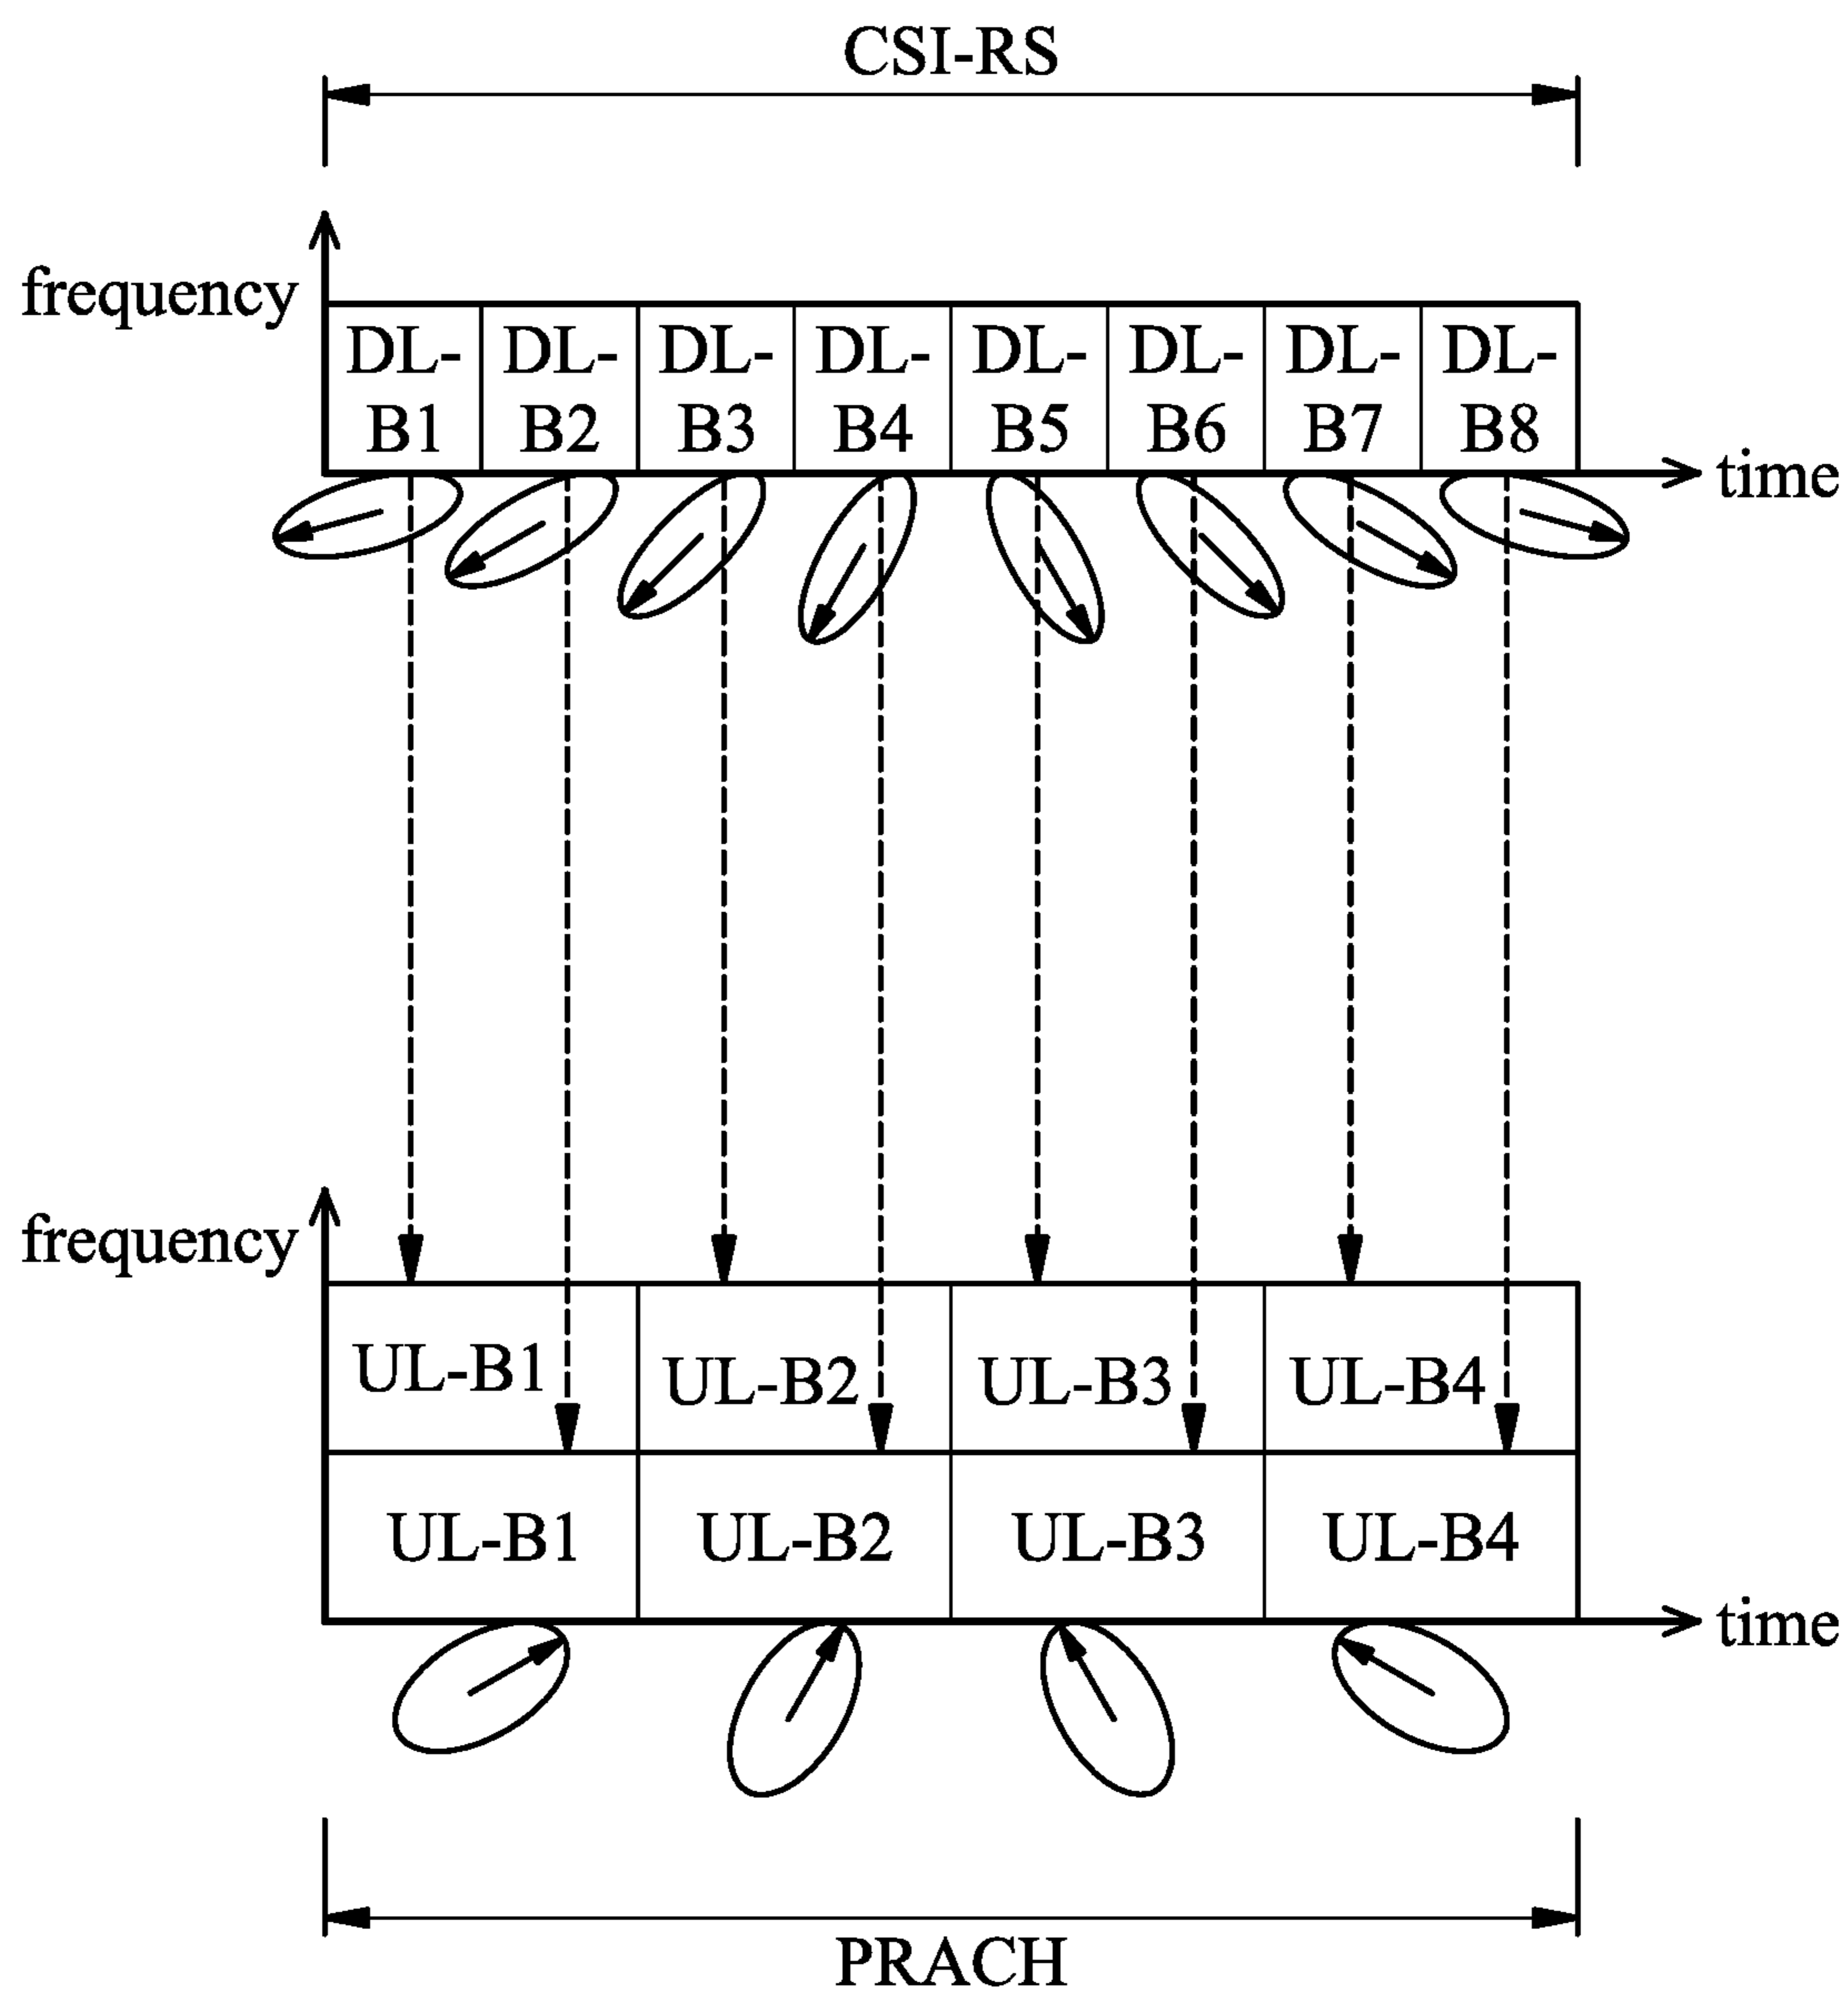 CSI-RS
frequency
DL- DL- DL- DL- DL- DL- DL- DL-
B1 B2 B3 B4 B5 B6 B7 B8
time
frequency
UL-B1 UL-B2 UL-B3 UL-B4
UL-B1 UL-B2 UL-B3 UL-B4
time
PRACH